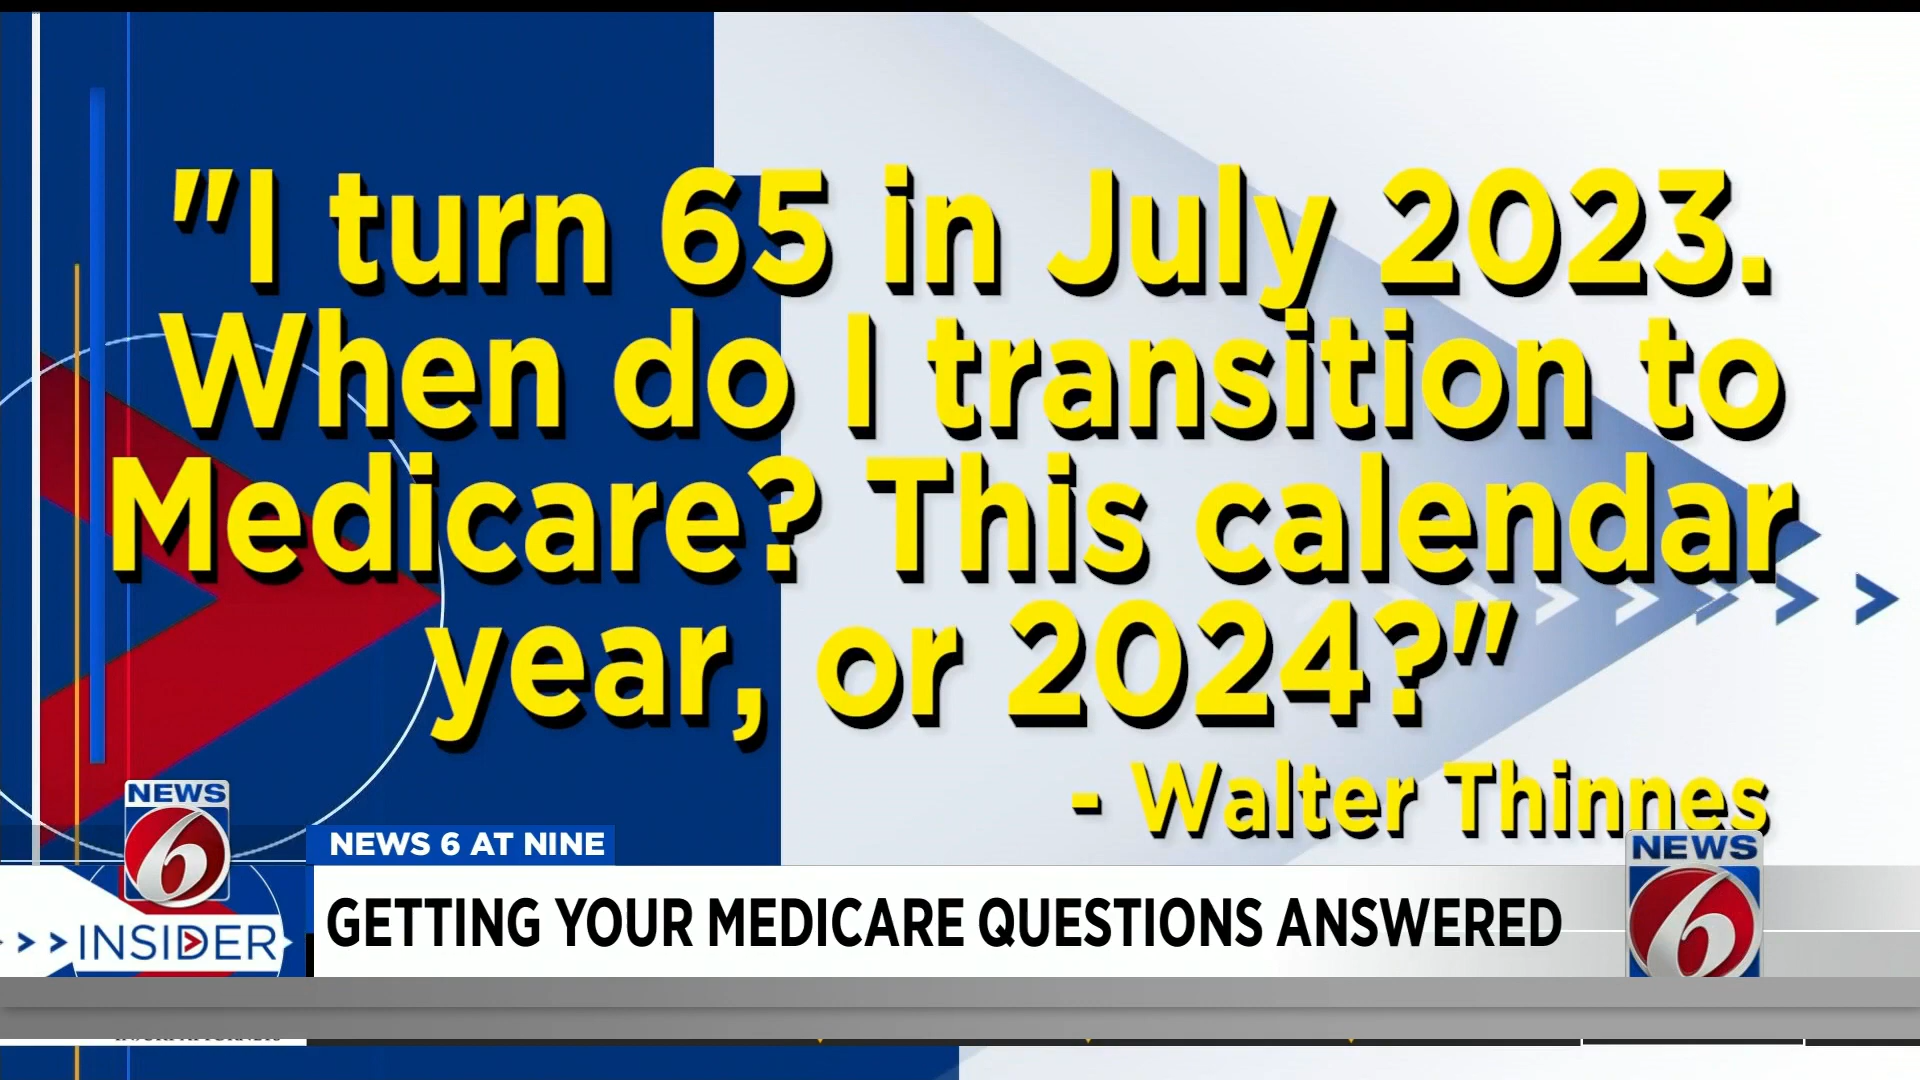 "I turn 65 in July 2023.
When do I transition to
Medicare? This calendar
year, or 2024?"
- Walter Thinnes
NEWS
6
NEWS 6 AT NINE
INSIDER
GETTING YOUR MEDICARE QUESTIONS ANSWERED
NEWS
6